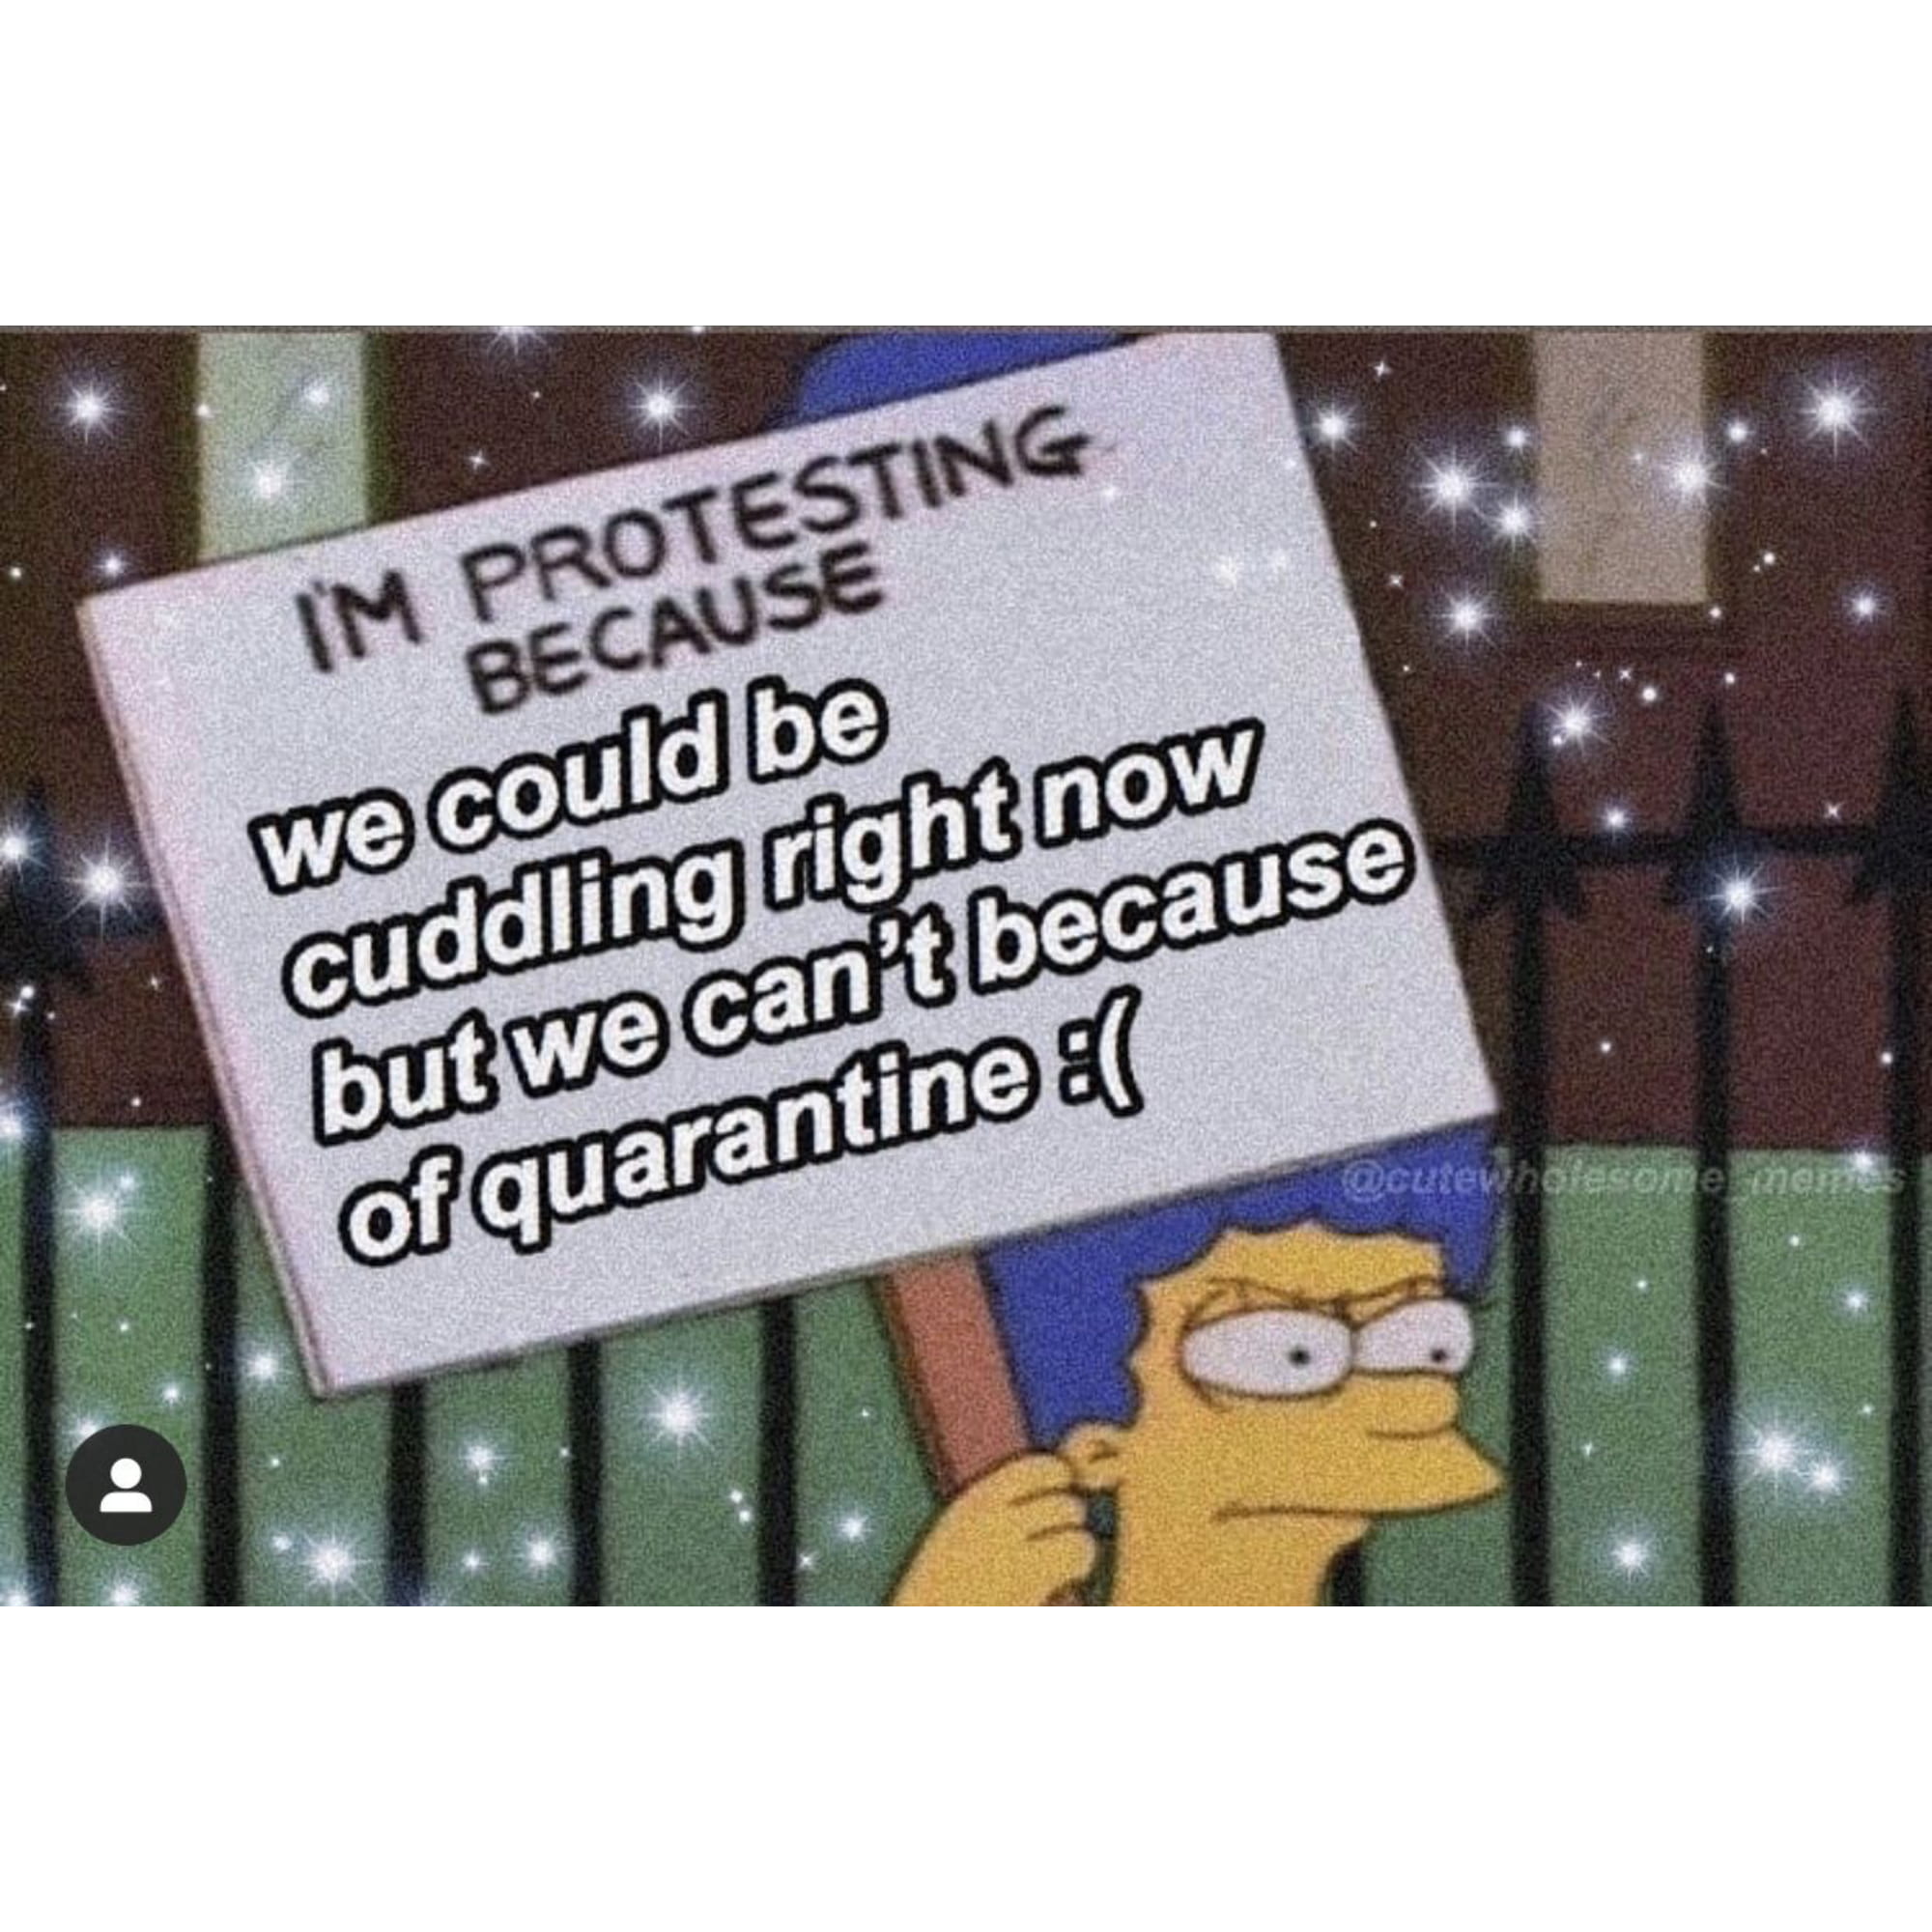 I'M PROTESTING
BECAUSE
we could be
cuddling right now
but we can't because
of quarantine :(
@cutewholesome_memes